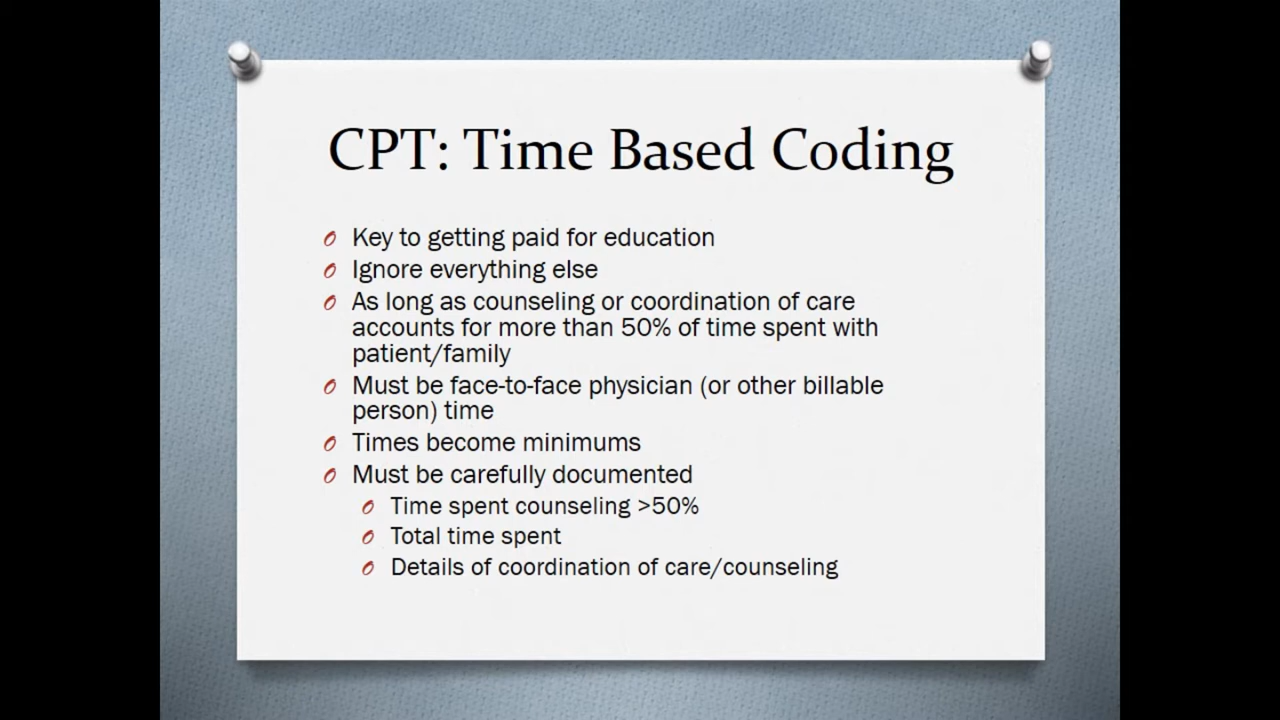 CPT: Time Based Coding
Key to getting paid for education
Ignore everything else
As long as counseling or coordination of care
accounts for more than 50% of time spent with
patient/family
Must be face-to-face physician (or other billable
person) time
Times become minimums
Must be carefully documented
Time spent counseling >50%
Total time spent
Details of coordination of care/counseling